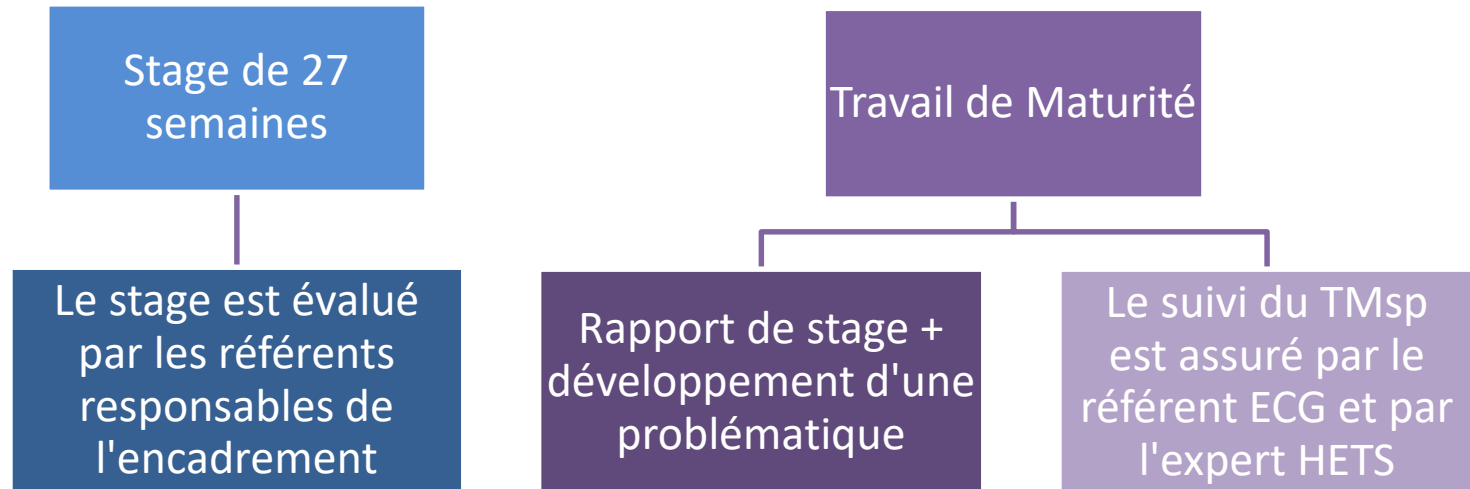 Stage de 27
semaines
Travail de Maturité
Le stage est évalué
par les référents
responsables de
l'encadrement
Rapport de stage +
développement d'une
problématique
Le suivi du TMsp
est assuré par le
référent ECG et par
l'expert HETS